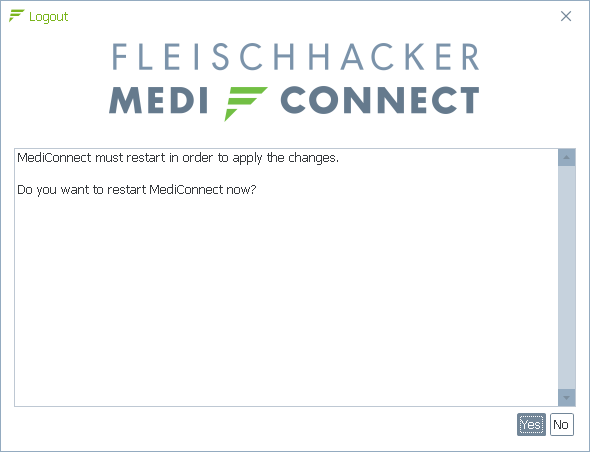 Logout
FLEISCHHACKER
MEDI CONNECT
MediConnect must restart in order to apply the changes.
Do you want to restart MediConnect now?
Yes No